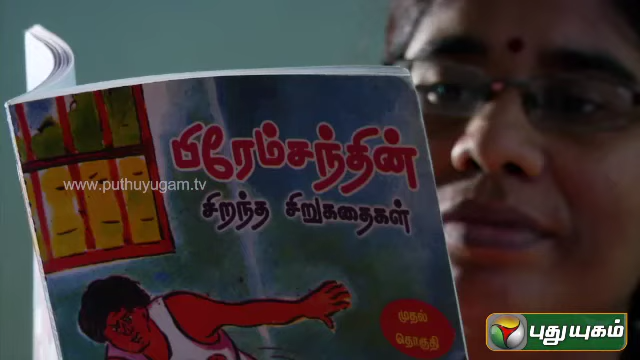 பிரேம்சந்தின்
www.puthuyugam.tv
சிறந்த சிறுகதைகள்
முதல்
தொகுதி
புதுயுகம்